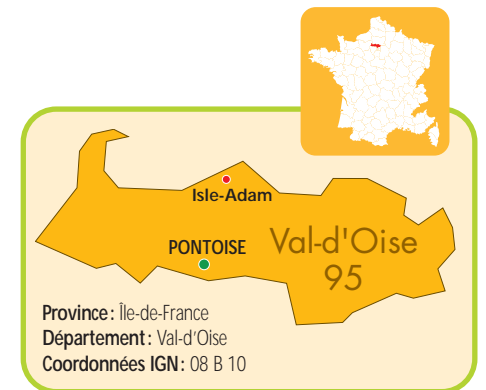 Isle-Adam
PONTOISE
Val-d'Oise
95
Province : Île-de-France
Département : Val-d'Oise
Coordonnées IGN : 08 B 10